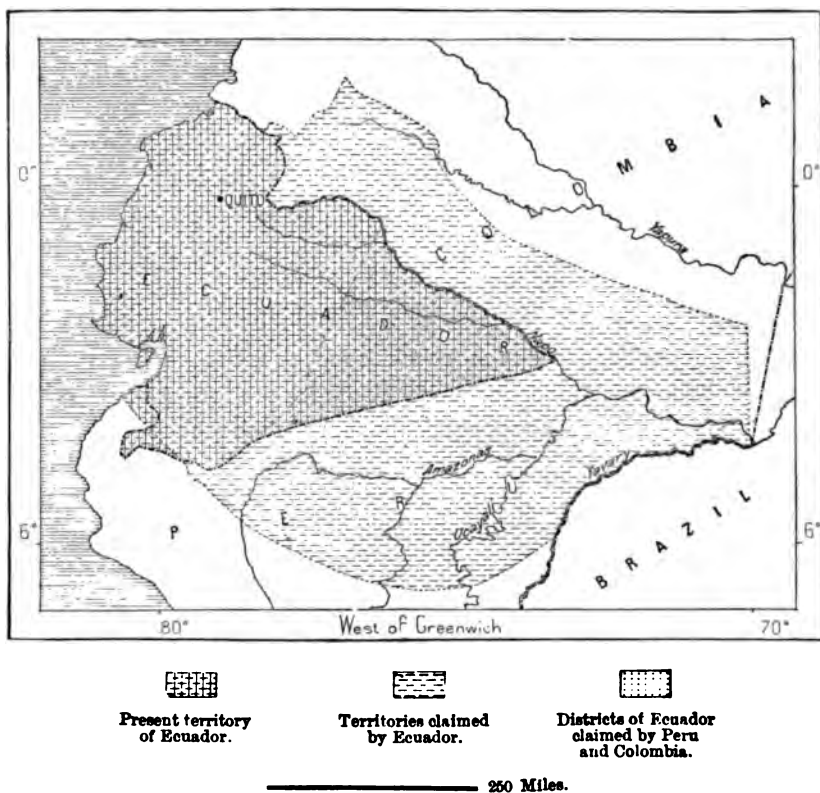 0°
0°
C O O M B I A
QUITO
Yapura
E C U A D O R
Napo
Amazonas
Ucayali
Yavary
P E R U
B R A Z I L
6°
6°
80°
West of Greenwich
70°
Present territory
of Ecuador.
Territories claimed
by Ecuador.
Districts of Ecuador
claimed by Peru
and Colombia.
250 Miles.